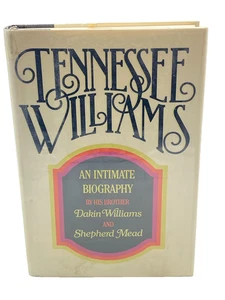 TENNESSEE
WILLIAMS
AN INTIMATE
BIOGRAPHY
BY HIS BROTHER
Dakin Williams
AND
Shepherd Mead